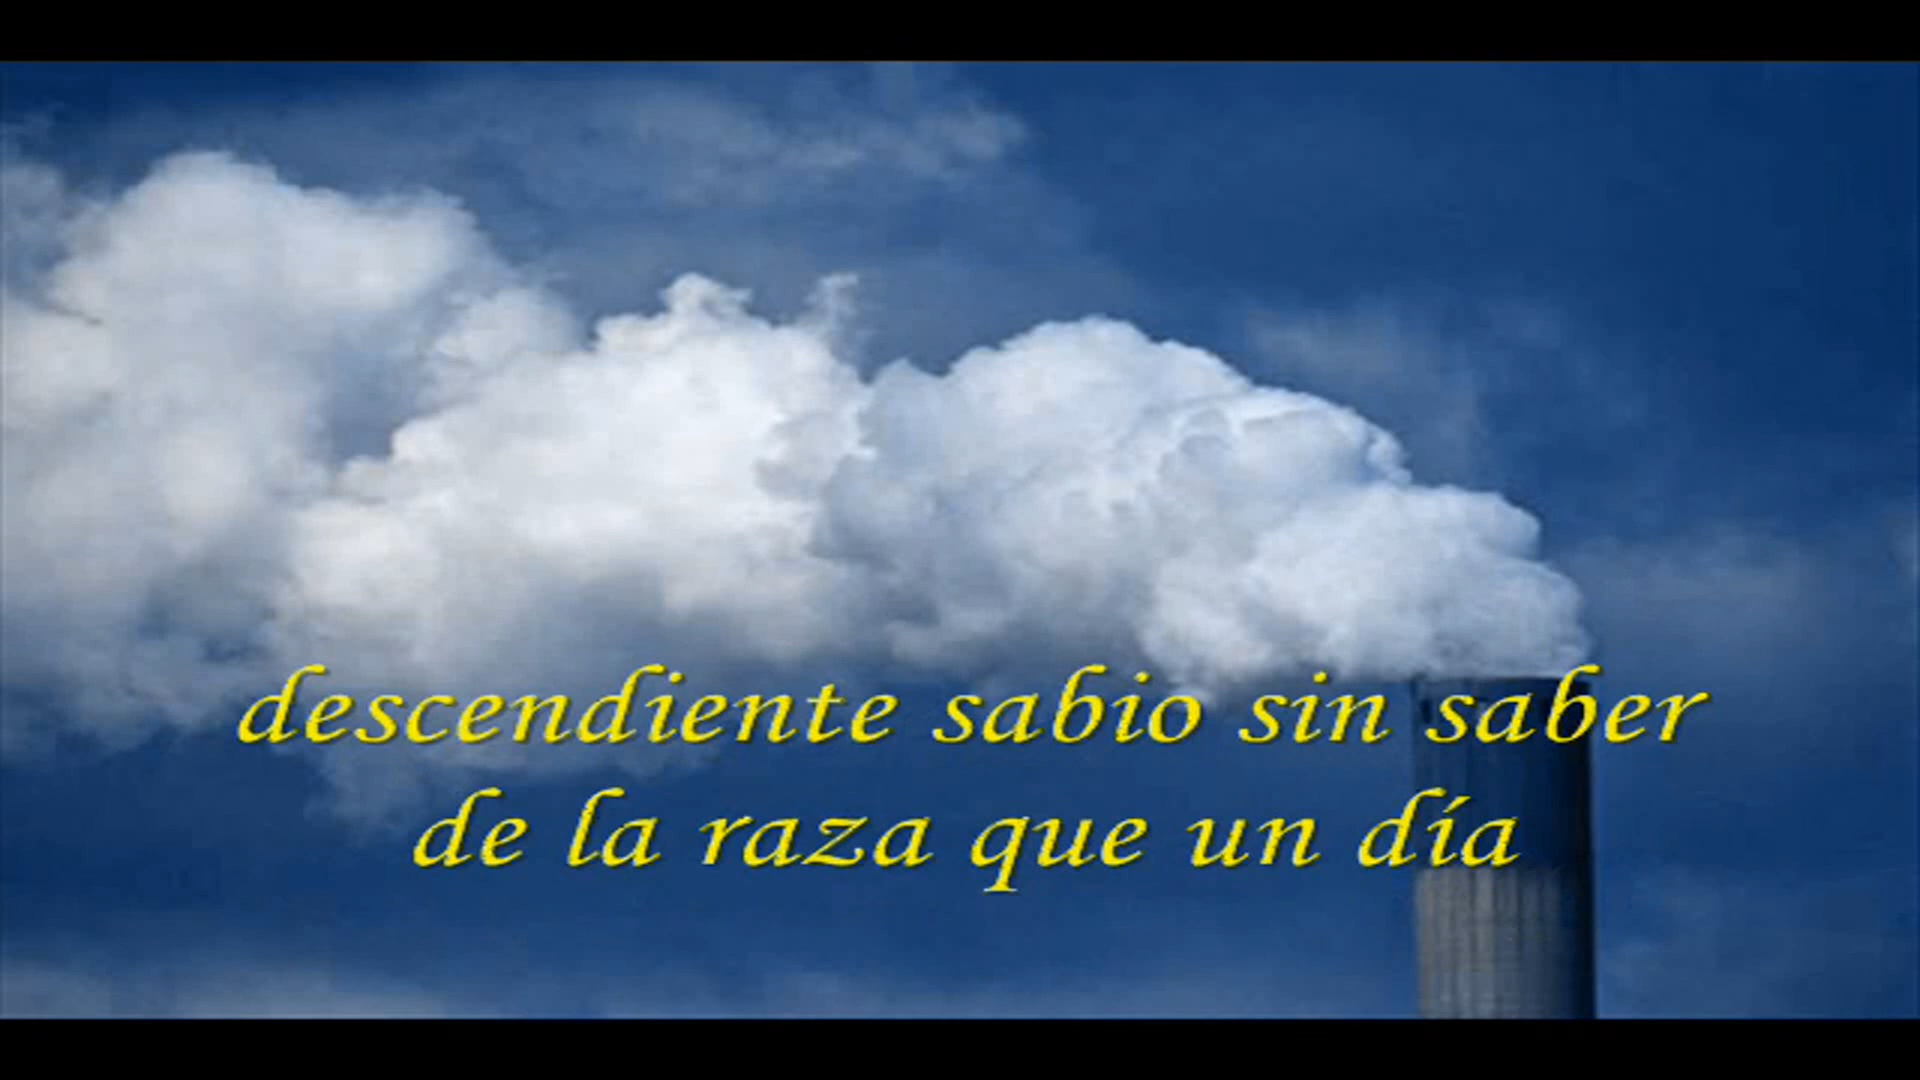 descendiente sabio sin saber
de la raza que un día